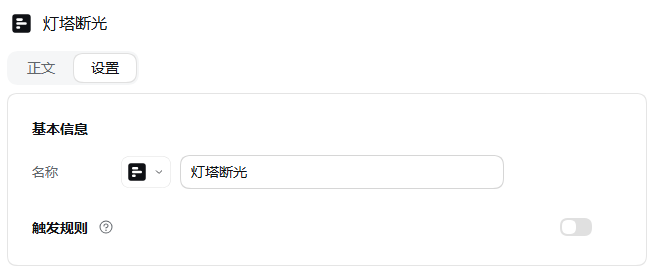 灯塔断光
正文 设置
基本信息
名称 灯塔断光
触发规则